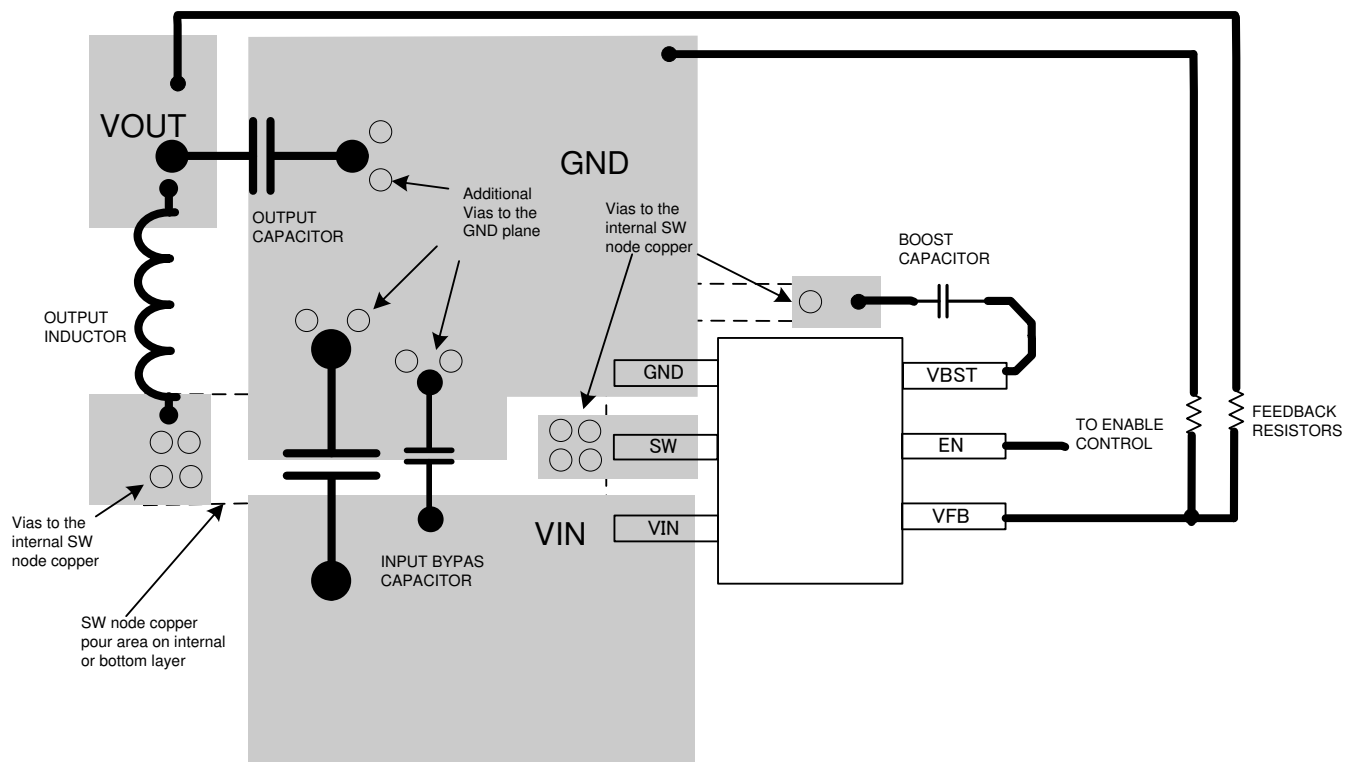 VOUT
GND
OUTPUT
CAPACITOR
Additional
Vias to the
GND plane
Vias to the
internal SW
node copper
BOOST
CAPACITOR
OUTPUT
INDUCTOR
GND
VBST
TO ENABLE
CONTROL
FEEDBACK
RESISTORS
SW
EN
VIN
VIN
VFB
Vias to the
internal SW
node copper
INPUT BYPAS
CAPACITOR
SW node copper
pour area on internal
or bottom layer